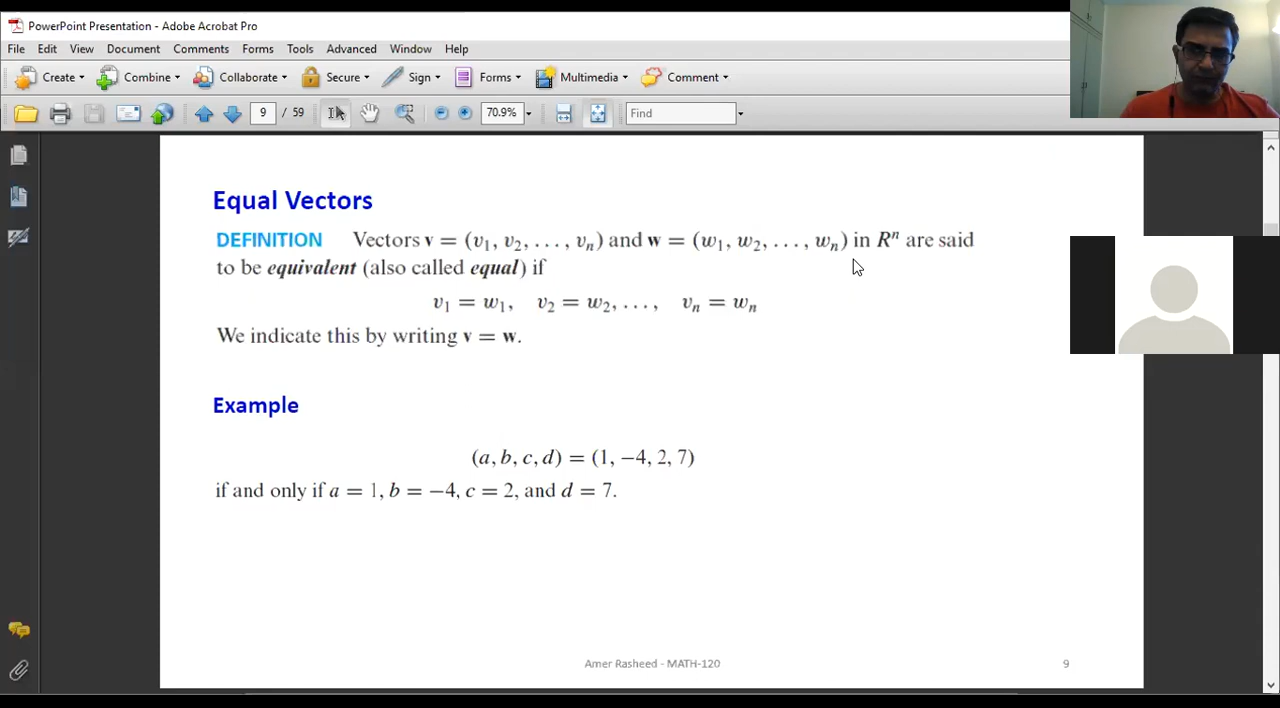 PowerPoint Presentation - Adobe Acrobat Pro
File Edit View Document Comments Forms Tools Advanced Window Help
Create Combine Collaborate Secure Sign Forms Multimedia Comment
9 / 59 70.9% Find
Equal Vectors
DEFINITION Vectors v = (v₁, v₂, . . . , vₙ) and w = (w₁, w₂, . . . , wₙ) in Rⁿ are said
to be equivalent (also called equal) if
v₁ = w₁, v₂ = w₂, . . . , vₙ = wₙ
We indicate this by writing v = w.
Example
(a, b, c, d) = (1, −4, 2, 7)
if and only if a = 1, b = −4, c = 2, and d = 7.
Amer Rasheed - MATH-120
9